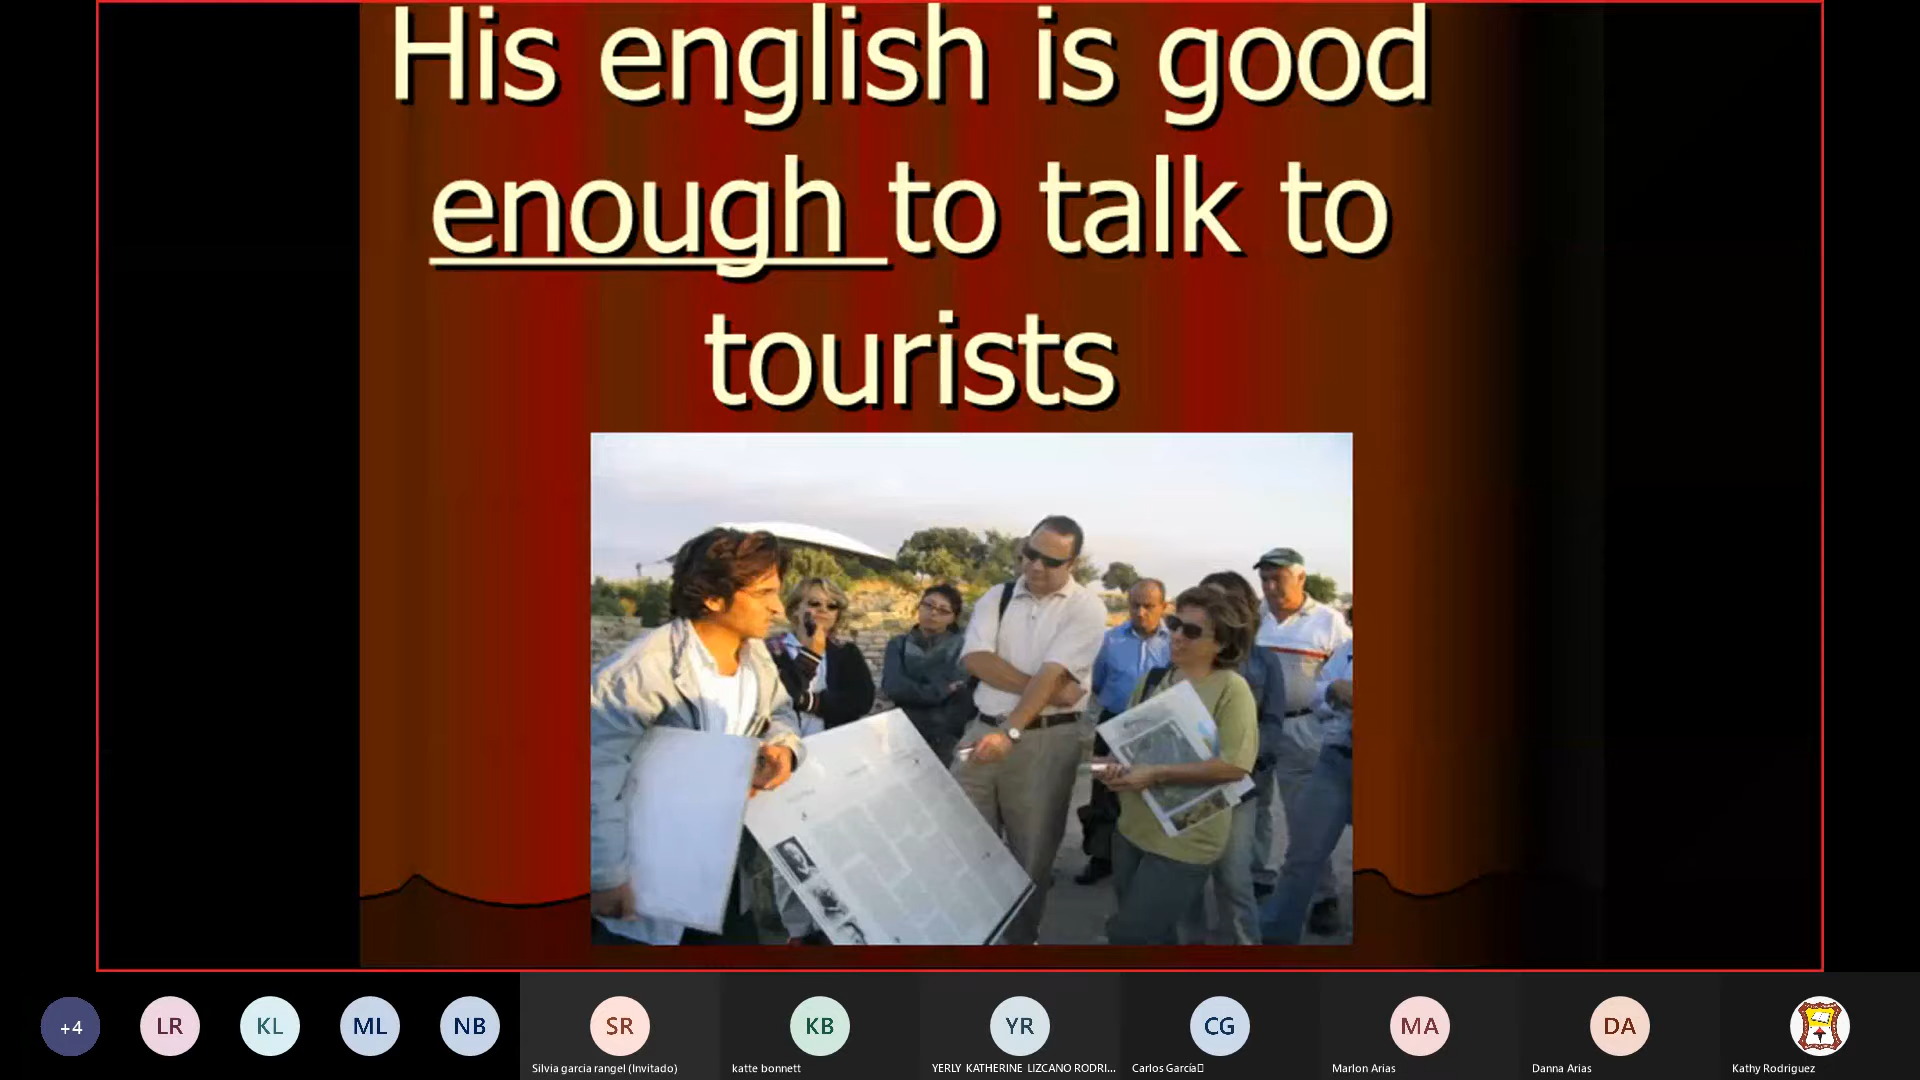 His english is good
enough to talk to
tourists
+4
LR
KL
ML
NB
SR
KB
YR
CG
MA
DA
Silvia garcia rangel (Invitado)
katte bonnett
YERLY KATHERINE LIZCANO RODRI...
Carlos García
Marlon Arias
Danna Arias
Kathy Rodriguez